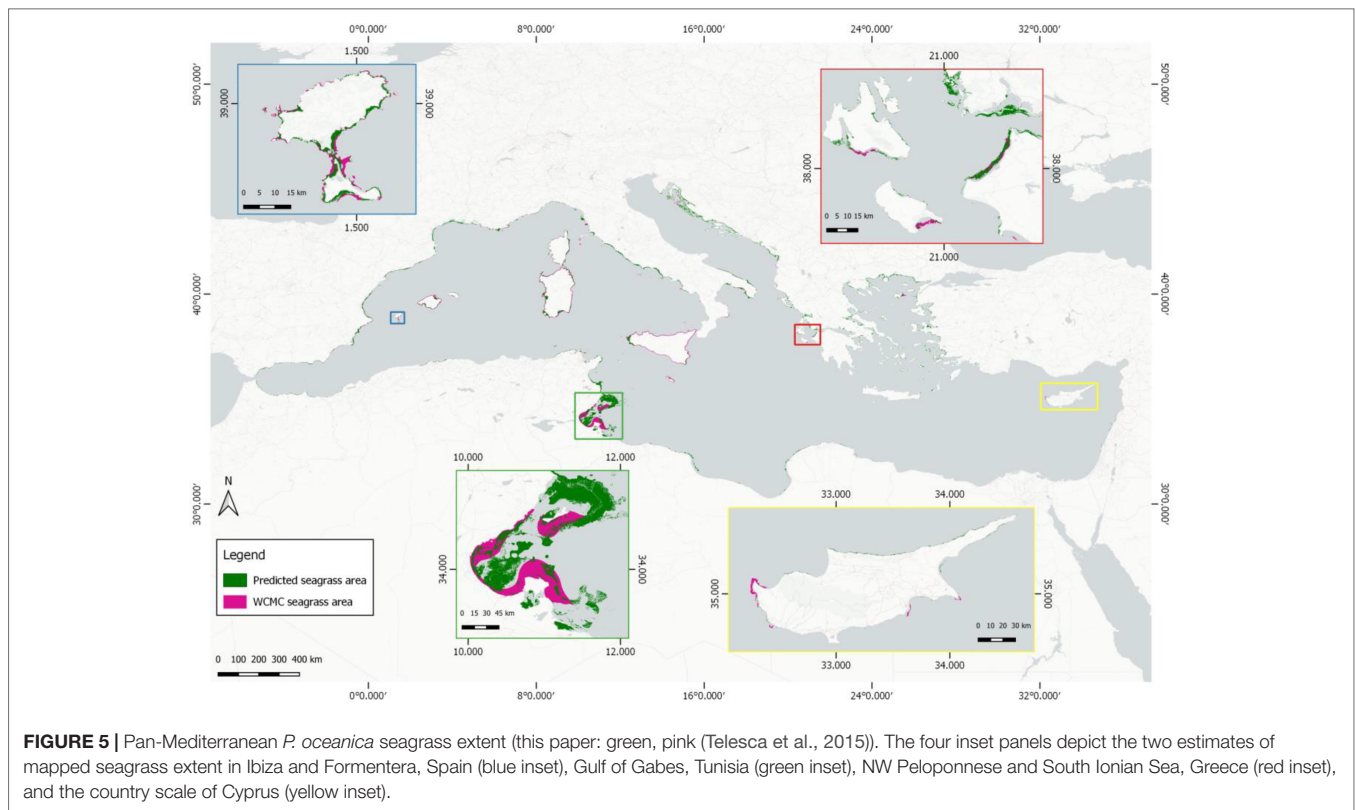 0°0.000' 8°0.000' 16°0.000' 24°0.000' 32°0.000'
1.500
21.000
50°0.000'
50°0.000'
39.000
39.000
0 5 10 15 km
1.500
38.000
38.000
0 5 10 15 km
21.000
40°0.000'
40°0.000'
10.000 12.000
34.000
34.000
0 15 30 45 km
10.000 12.000
33.000 34.000
35.000
35.000
0 10 20 30 km
33.000 34.000
30°0.000'
30°0.000'
N
Legend
Predicted seagrass area
WCMC seagrass area
0 100 200 300 400 km
0°0.000' 8°0.000' 16°0.000' 24°0.000' 32°0.000'
FIGURE 5 | Pan-Mediterranean P. oceanica seagrass extent (this paper: green, pink (Telesca et al., 2015)). The four inset panels depict the two estimates of
mapped seagrass extent in Ibiza and Formentera, Spain (blue inset), Gulf of Gabes, Tunisia (green inset), NW Peloponnese and South Ionian Sea, Greece (red inset),
and the country scale of Cyprus (yellow inset).